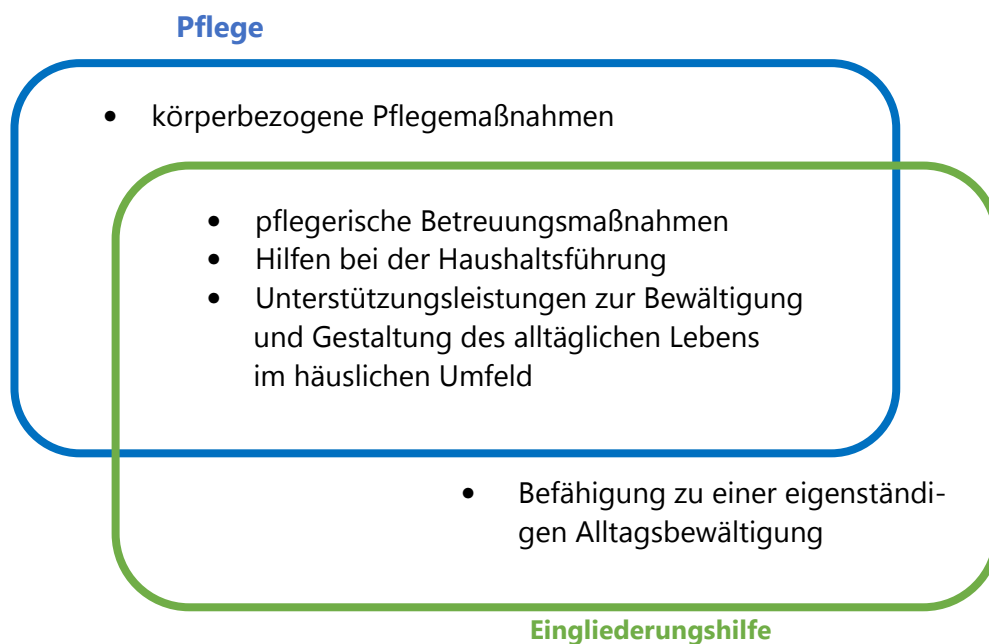 Pflege
• körperbezogene Pflegemaßnahmen
• pflegerische Betreuungsmaßnahmen
• Hilfen bei der Haushaltsführung
• Unterstützungsleistungen zur Bewältigung
und Gestaltung des alltäglichen Lebens
im häuslichen Umfeld
• Befähigung zu einer eigenständi-
gen Alltagsbewältigung
Eingliederungshilfe